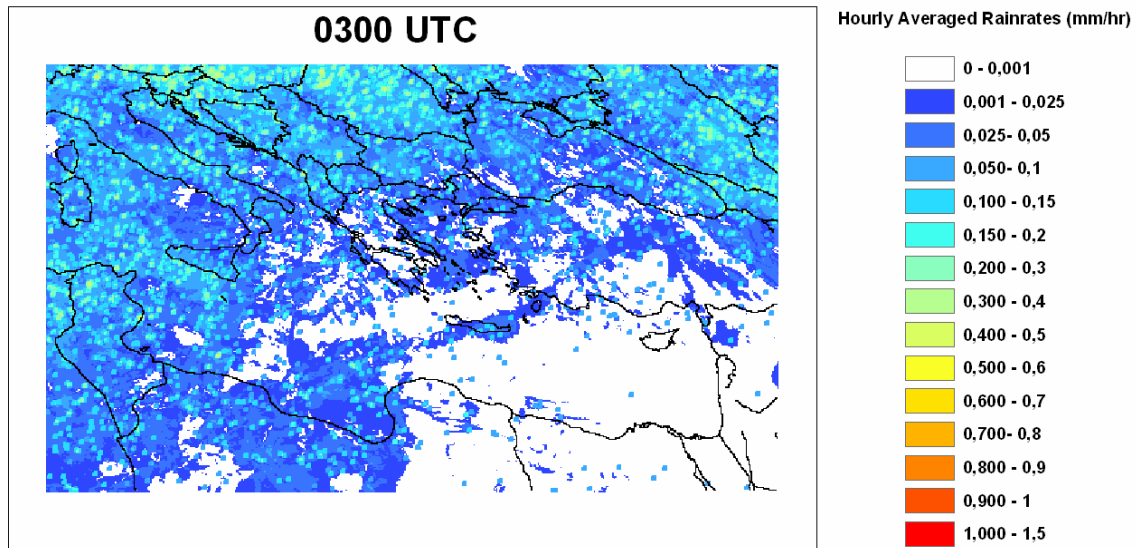 0300 UTC
Hourly Averaged Rainrates (mm/hr)
0 - 0,001
0,001 - 0,025
0,025- 0,05
0,050- 0,1
0,100 - 0,15
0,150 - 0,2
0,200 - 0,3
0,300 - 0,4
0,400 - 0,5
0,500 - 0,6
0,600 - 0,7
0,700- 0,8
0,800 - 0,9
0,900 - 1
1,000 - 1,5